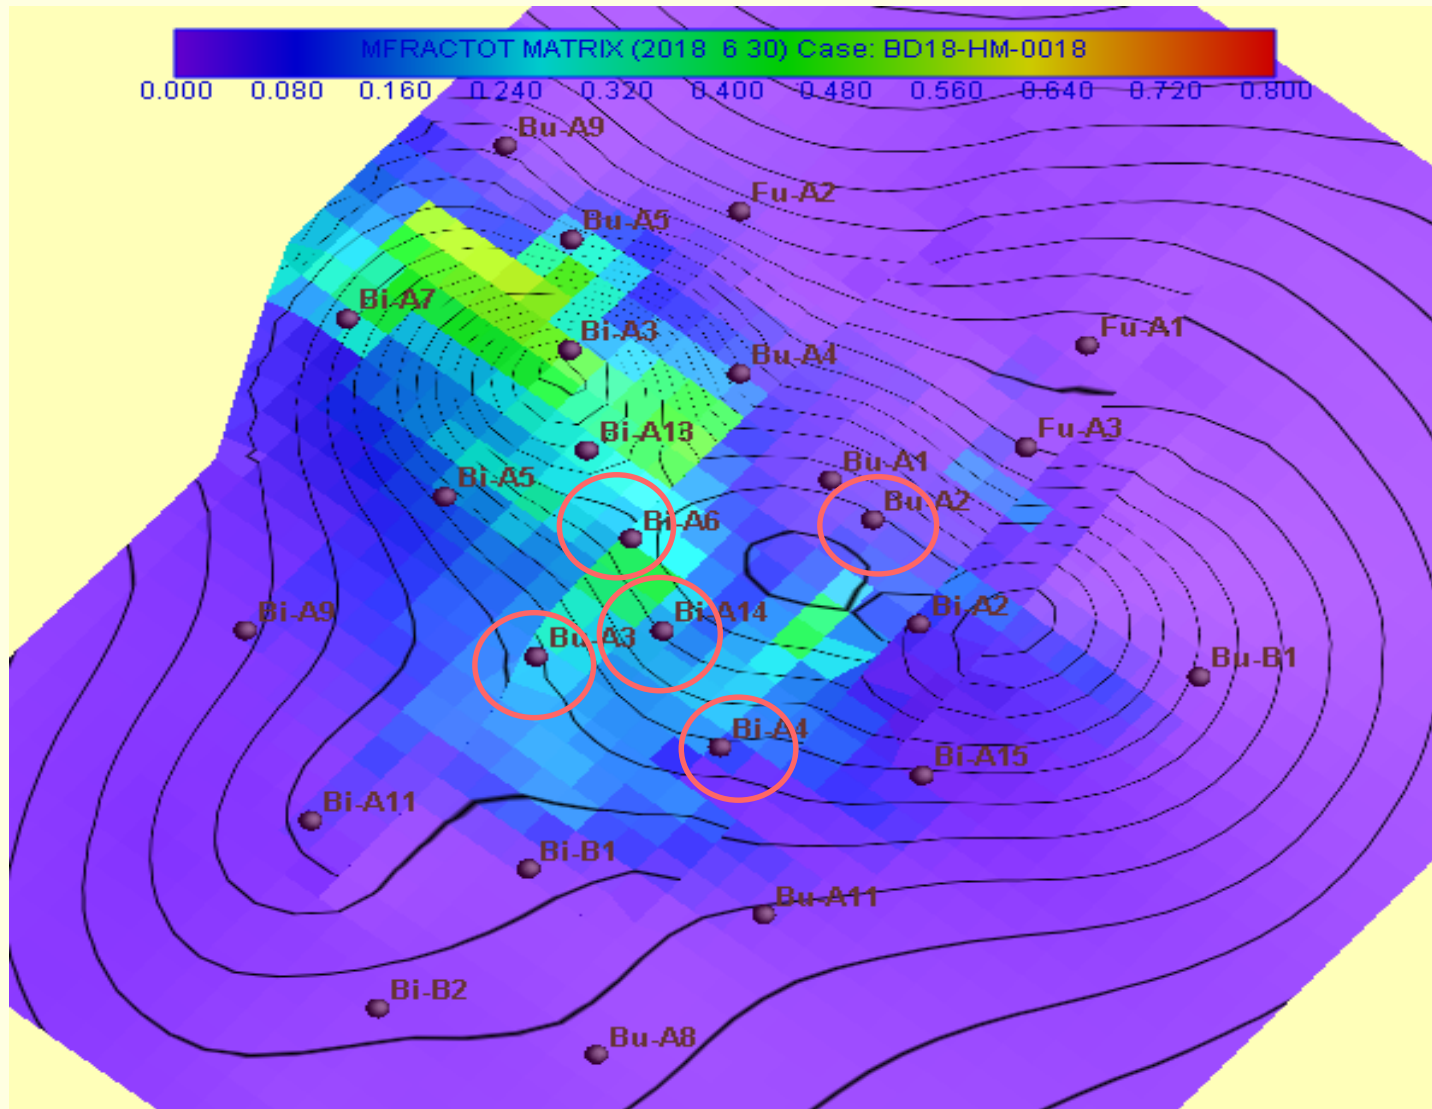 MFRACTOT MATRIX (2018 6 30) Case: BD18-HM-0018
0.000 0.080 0.160 0.240 0.320 0.400 0.480 0.560 0.640 0.720 0.800
Bu-A9
Fu-A2
Bu-A5
Bi-A7
Bi-A3
Fu-A1
Bu-A4
Bi-A13
Fu-A3
Bu-A1
Bi-A5
Bu-A2
Bi-A6
Bi-A9
Bi-A14
Bi-A2
Bu-A3
Bu-B1
Bi-A4
Bi-A15
Bi-A11
Bi-B1
Bu-A11
Bi-B2
Bu-A8